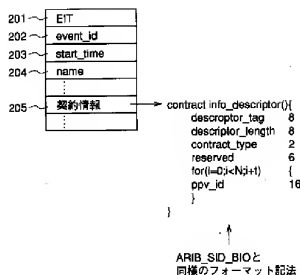 201
EIT
202
event_id
203
start_time
204
name
205
契約情報
contract info_descriptor(){
descroptor_tag 8
descriptor_length 8
contract_type 2
reserved 6
for(i=0;i<N;i+t) {
ppv_id 16
}
}
ARIB_SID_BIOと
同様のフォーマット記法